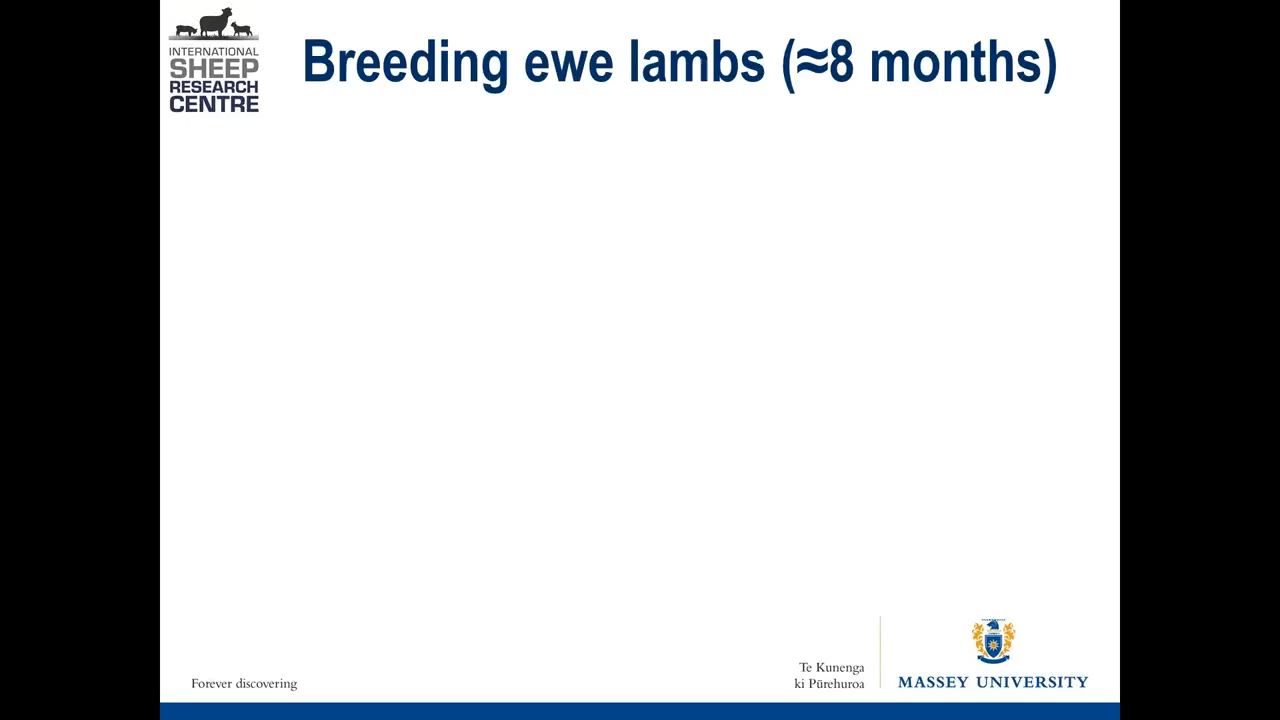 INTERNATIONAL
SHEEP
RESEARCH
CENTRE
Breeding ewe lambs (≈8 months)
Forever discovering
Te Kunenga
ki Pūrehuroa
MASSEY UNIVERSITY